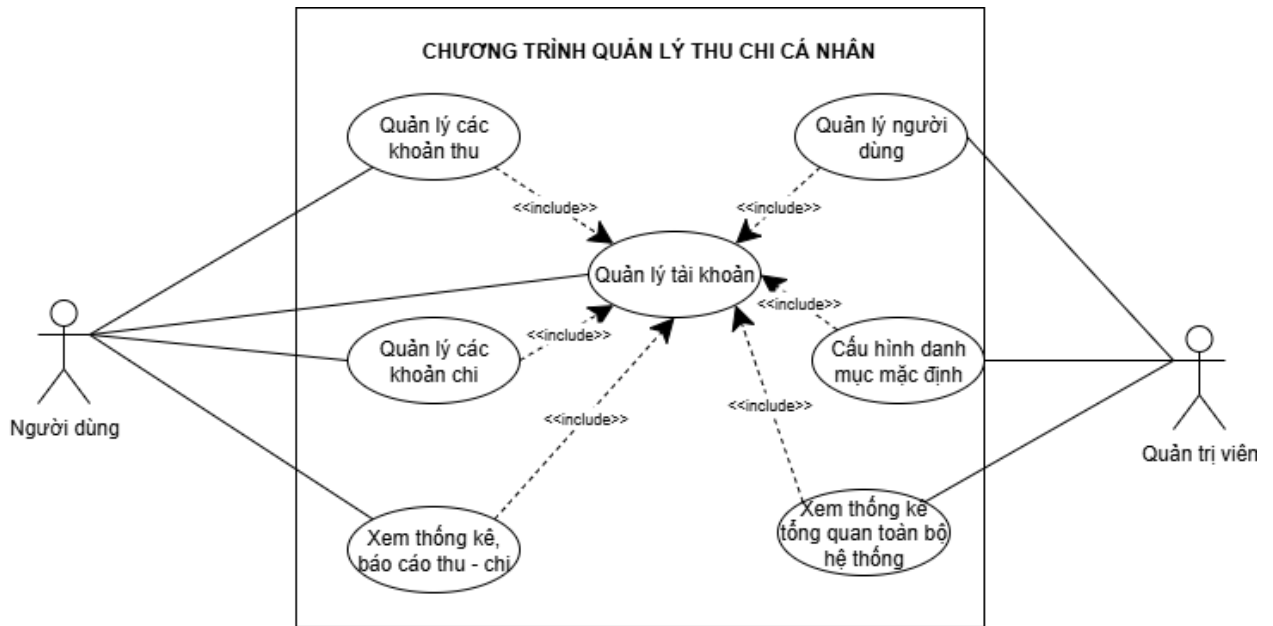 CHƯƠNG TRÌNH QUẢN LÝ THU CHI CÁ NHÂN
Quản lý các
khoản thu
Quản lý người
dùng
<<include>>
<<include>>
Quản lý tài khoản
<<include>>
<<include>>
Quản lý các
khoản chi
Cấu hình danh
mục mặc định
<<include>>
<<include>>
Người dùng
Quản trị viên
Xem thống kê,
báo cáo thu - chi
Xem thống kê
tổng quan toàn bộ
hệ thống